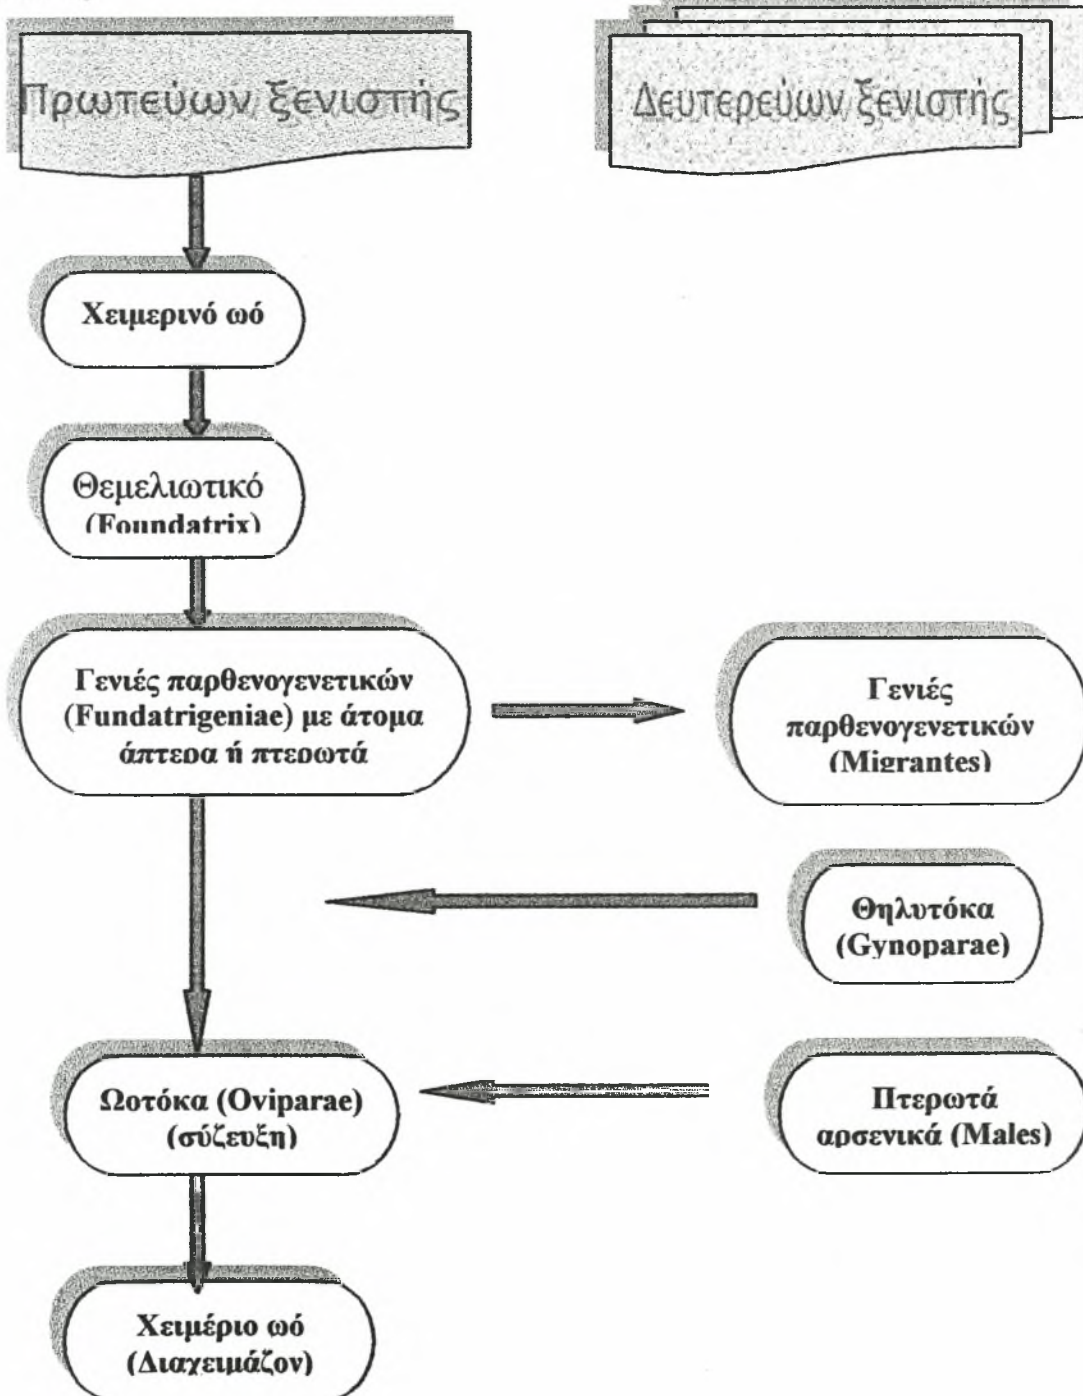 Πρωτεύων ξενιστής
Δευτερεύων ξενιστής
Χειμερινό ωό
Θεμελιωτικό
(Foundatrix)
Γενιές παρθενογενετικών
(Fundatrigeniae) με άτομα
άπτερα ή πτερωτά
Γενιές
παρθενογενετικών
(Migrantes)
Θηλυτόκα
(Gynoparae)
Ωοτόκα (Oviparae)
(σύζευξη)
Πτερωτά
αρσενικά (Males)
Χειμέριο ωό
(Διαχειμάζον)